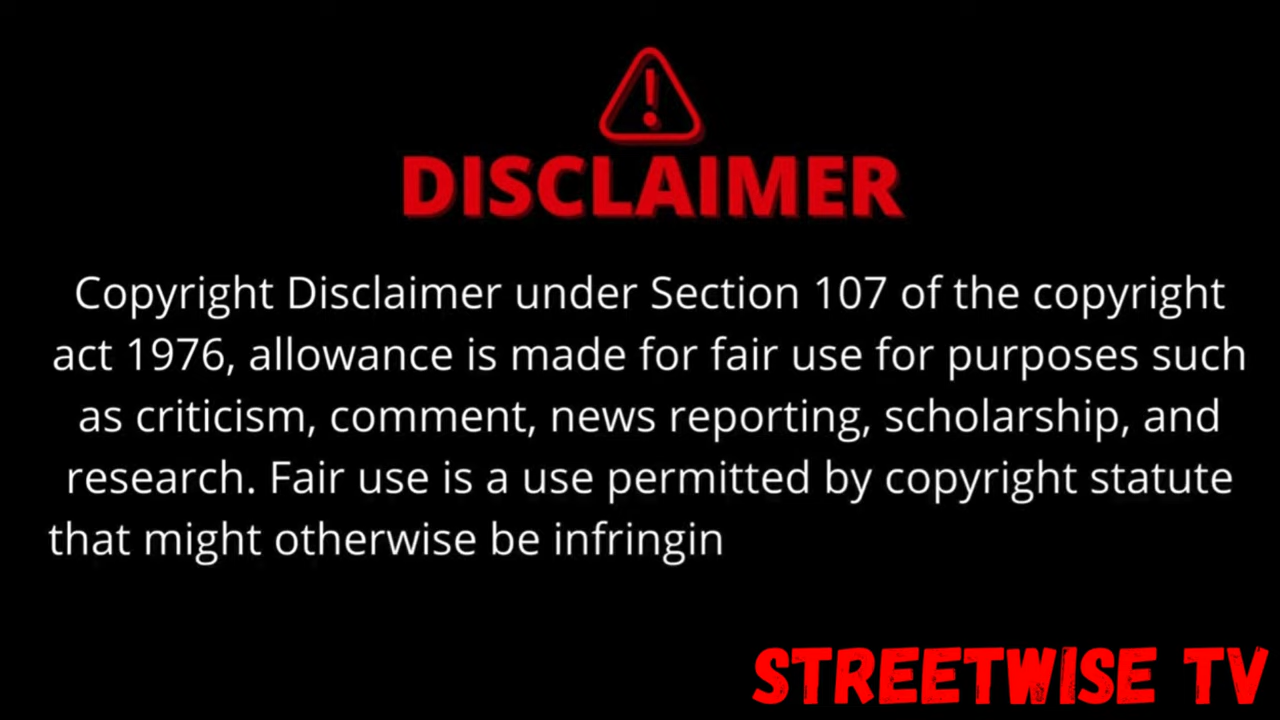 !
DISCLAIMER
Copyright Disclaimer under Section 107 of the copyright
act 1976, allowance is made for fair use for purposes such
as criticism, comment, news reporting, scholarship, and
research. Fair use is a use permitted by copyright statute
that might otherwise be infringin
STREETWISE TV